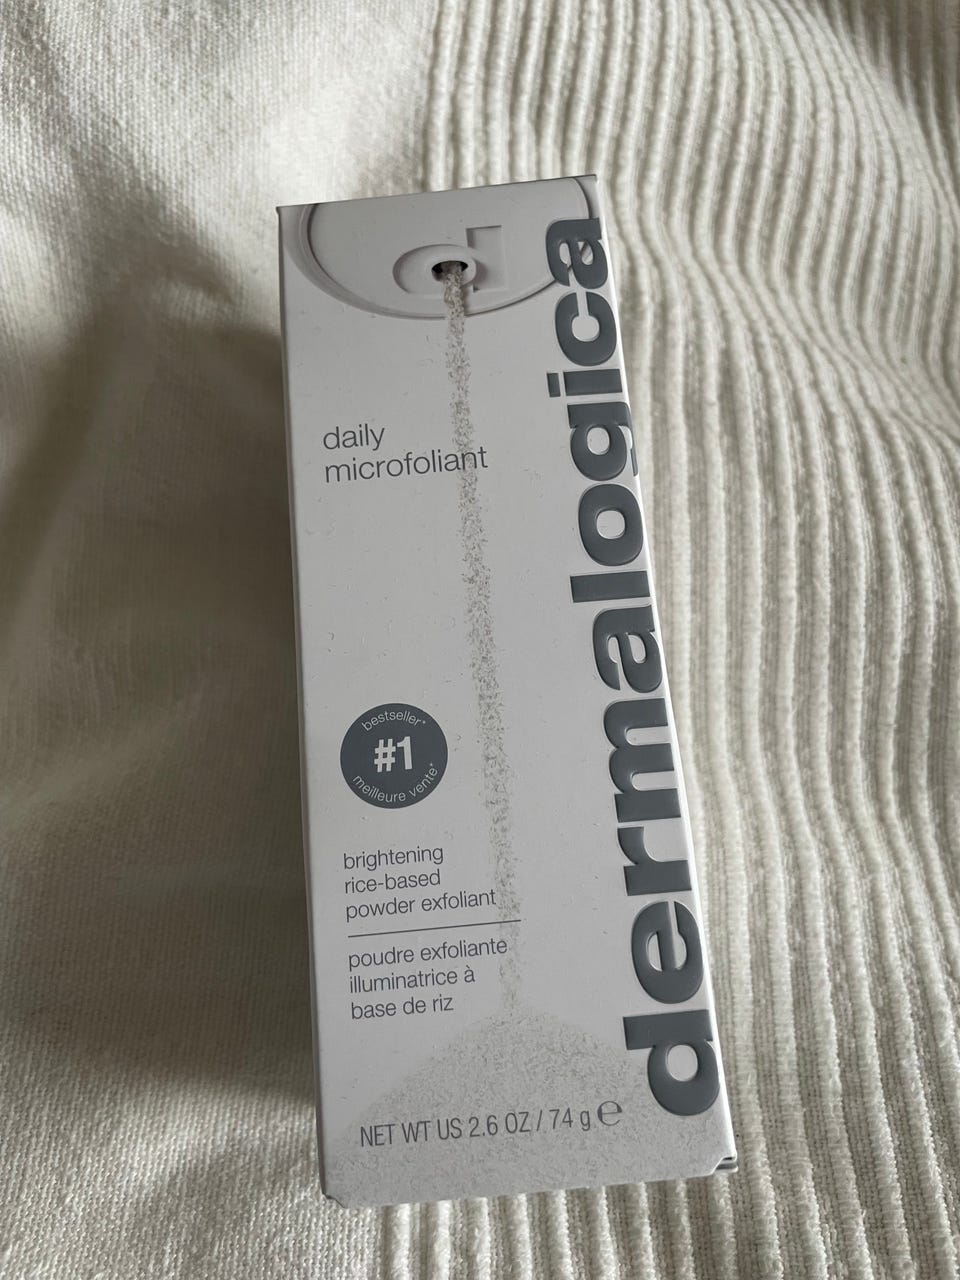 d
daily
microfoliant
dermalogica
bestseller*
#1
meilleure vente*
brightening
rice-based
powder exfoliant
poudre exfoliante
illuminatrice à
base de riz
NET WT US 2.6 OZ / 74 g ℮